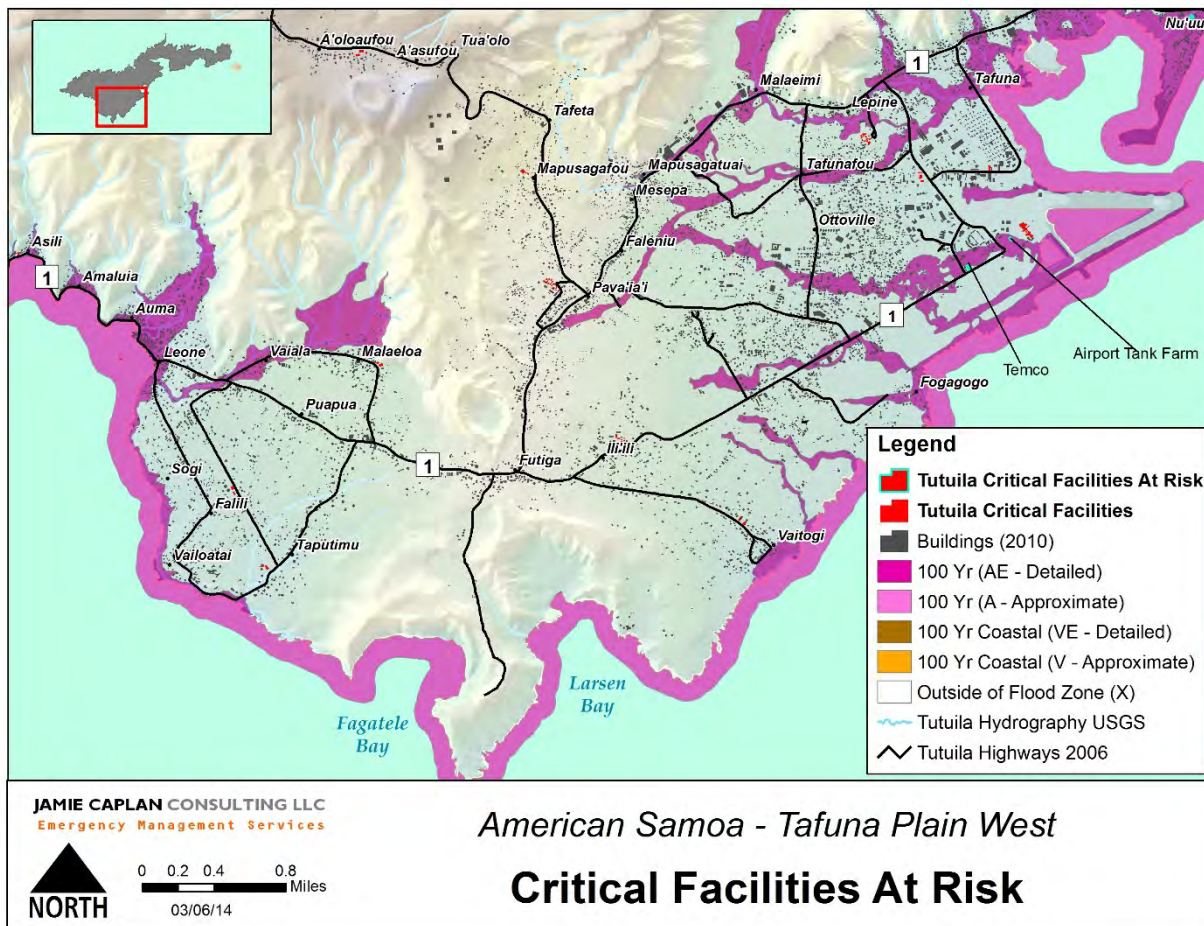 A'oloaufou
A'asufou
Tua'olo
Nu'uu
1
Tafuna
Malaeimi
Lepine
Tafeta
Mapusagafou
Mapusagatuai
Tafunafou
Mesepa
Ottoville
Asili
1
Amaluia
Faleniu
Auma
Pava'ia'i
1
Leone
Vaiala
Malaeloa
Airport Tank Farm
Temco
Fogagogo
Puapua
Ili'ili
1
Futiga
Sogi
Falili
Vaitogi
Vailoatai
Taputimu
Larsen
Bay
Fagatele
Bay
Legend
Tutuila Critical Facilities At Risk
Tutuila Critical Facilities
Buildings (2010)
100 Yr (AE - Detailed)
100 Yr (A - Approximate)
100 Yr Coastal (VE - Detailed)
100 Yr Coastal (V - Approximate)
Outside of Flood Zone (X)
Tutuila Hydrography USGS
Tutuila Highways 2006
JAMIE CAPLAN CONSULTING LLC
Emergency Management Services
NORTH
0 0.2 0.4 0.8
Miles
03/06/14
American Samoa - Tafuna Plain West
Critical Facilities At Risk